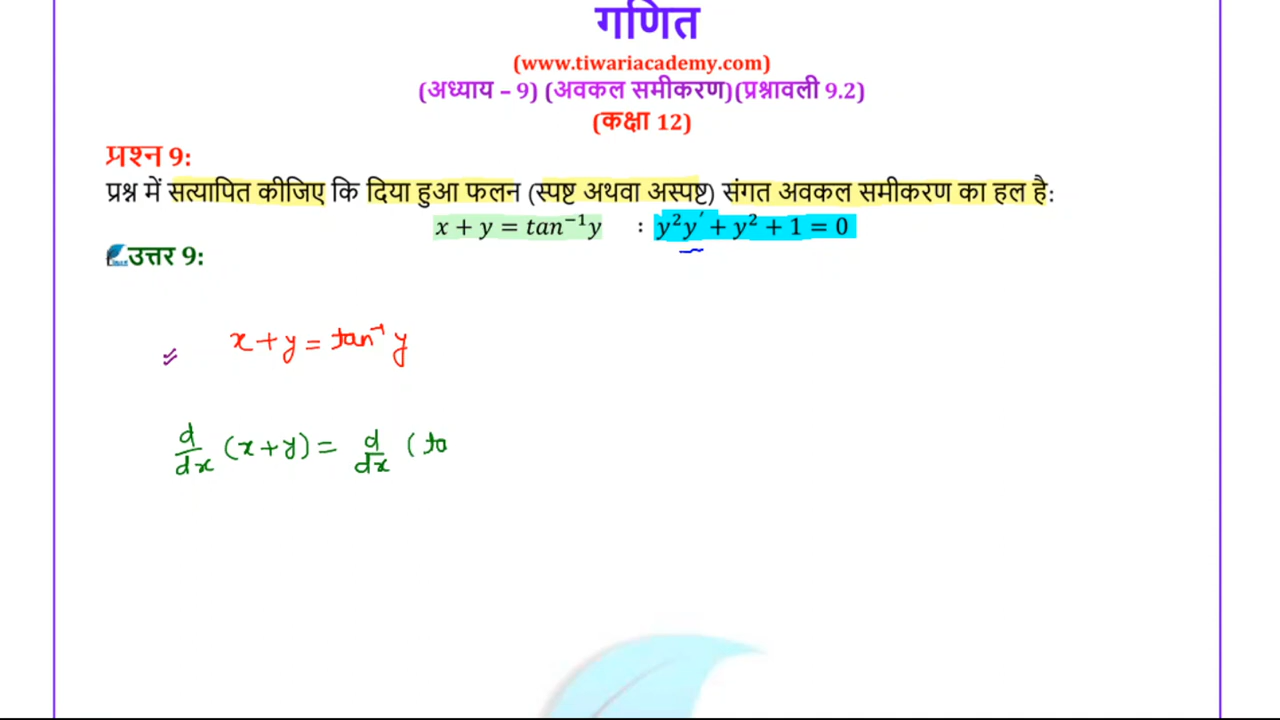 गणित
(www.tiwariacademy.com)
(अध्याय – 9) (अवकल समीकरण)(प्रश्नावली 9.2)
(कक्षा 12)
प्रश्न 9:
प्रश्न में सत्यापित कीजिए कि दिया हुआ फलन (स्पष्ट अथवा अस्पष्ट) संगत अवकल समीकरण का हल है:
x + y = tan⁻¹y : y²y′ + y² + 1 = 0
उत्तर 9:
x + y = tan⁻¹ y
d/dx (x + y) = d/dx ( ta